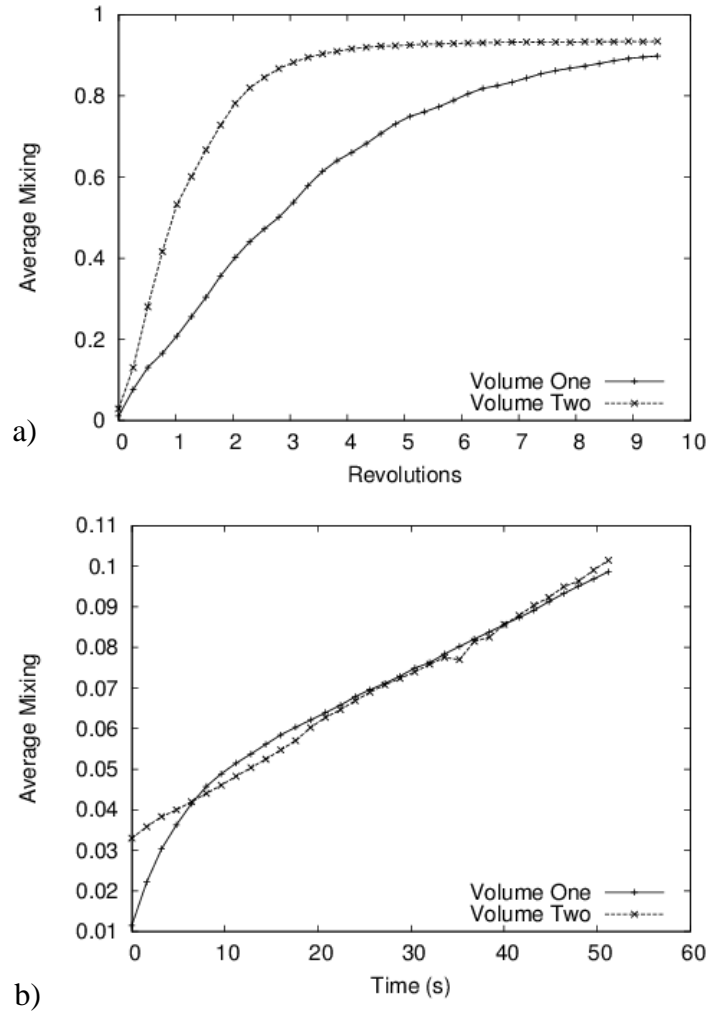 1
0.8
0.6
0.4
0.2
0
Average Mixing
Volume One
Volume Two
0 1 2 3 4 5 6 7 8 9 10
Revolutions
a)
0.11
0.1
0.09
0.08
0.07
0.06
0.05
0.04
0.03
0.02
0.01
Average Mixing
Volume One
Volume Two
0 10 20 30 40 50 60
Time (s)
b)